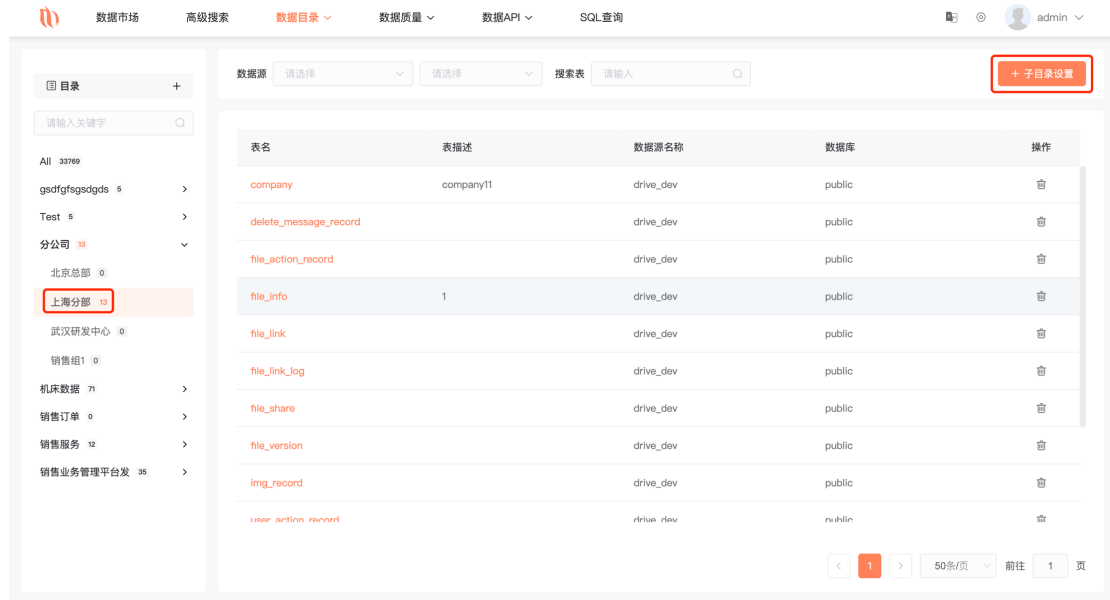 数据市场 高级搜索 数据目录 数据质量 数据API SQL查询 admin
目录 +
请输入关键字
All 33769
gsdfgfsgsdgds 5
Test 5
分公司 13
北京总部 0
上海分部 13
武汉研发中心 0
销售组1 0
机床数据 71
销售订单 0
销售服务 12
销售业务管理平台发 35
数据源 请选择 请选择 搜索表 请输入 + 子目录设置
表名 表描述 数据源名称 数据库 操作
company company11 drive_dev public
delete_message_record drive_dev public
file_action_record drive_dev public
file_info 1 drive_dev public
file_link drive_dev public
file_link_log drive_dev public
file_share drive_dev public
file_version drive_dev public
img_record drive_dev public
user_action_record drive_dev public
1 50条/页 前往 1 页